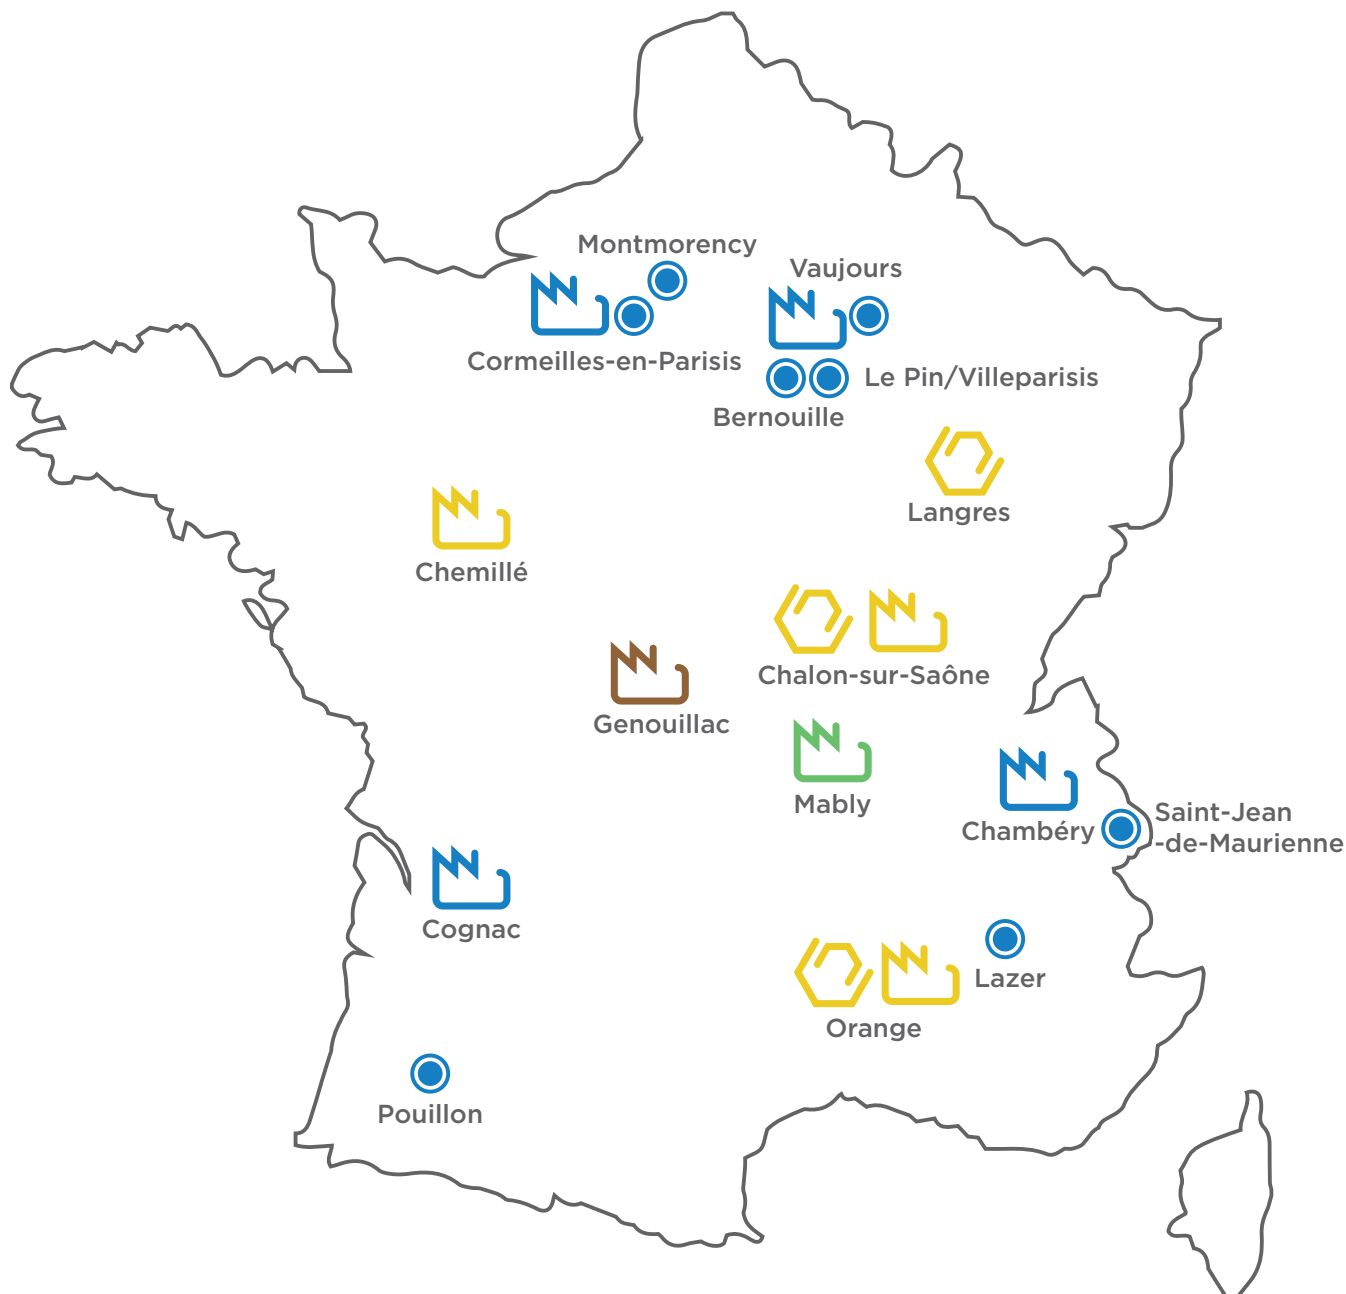 Montmorency
Vaujours
Cormeilles-en-Parisis
Le Pin/Villeparisis
Bernouille
Langres
Chemillé
Chalon-sur-Saône
Genouillac
Mably
Saint-Jean
-de-Maurienne
Chambéry
Cognac
Lazer
Orange
Pouillon